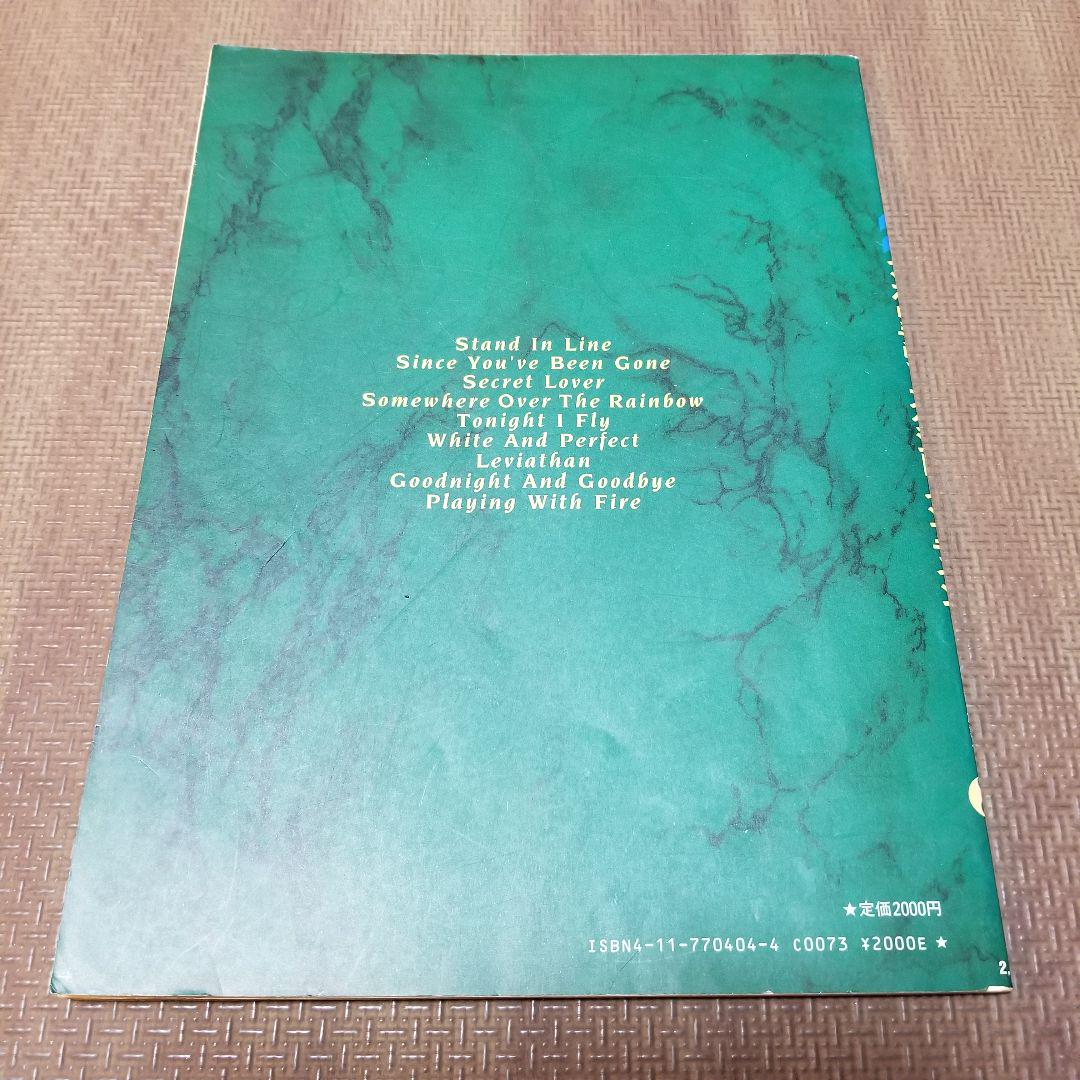 Stand In Line
Since You've Been Gone
Secret Lover
Somewhere Over The Rainbow
Tonight I Fly
White And Perfect
Leviathan
Goodnight And Goodbye
Playing With Fire
★定価2000円
ISBN4-11-770404-4 C0073 ¥2000E ★
2,